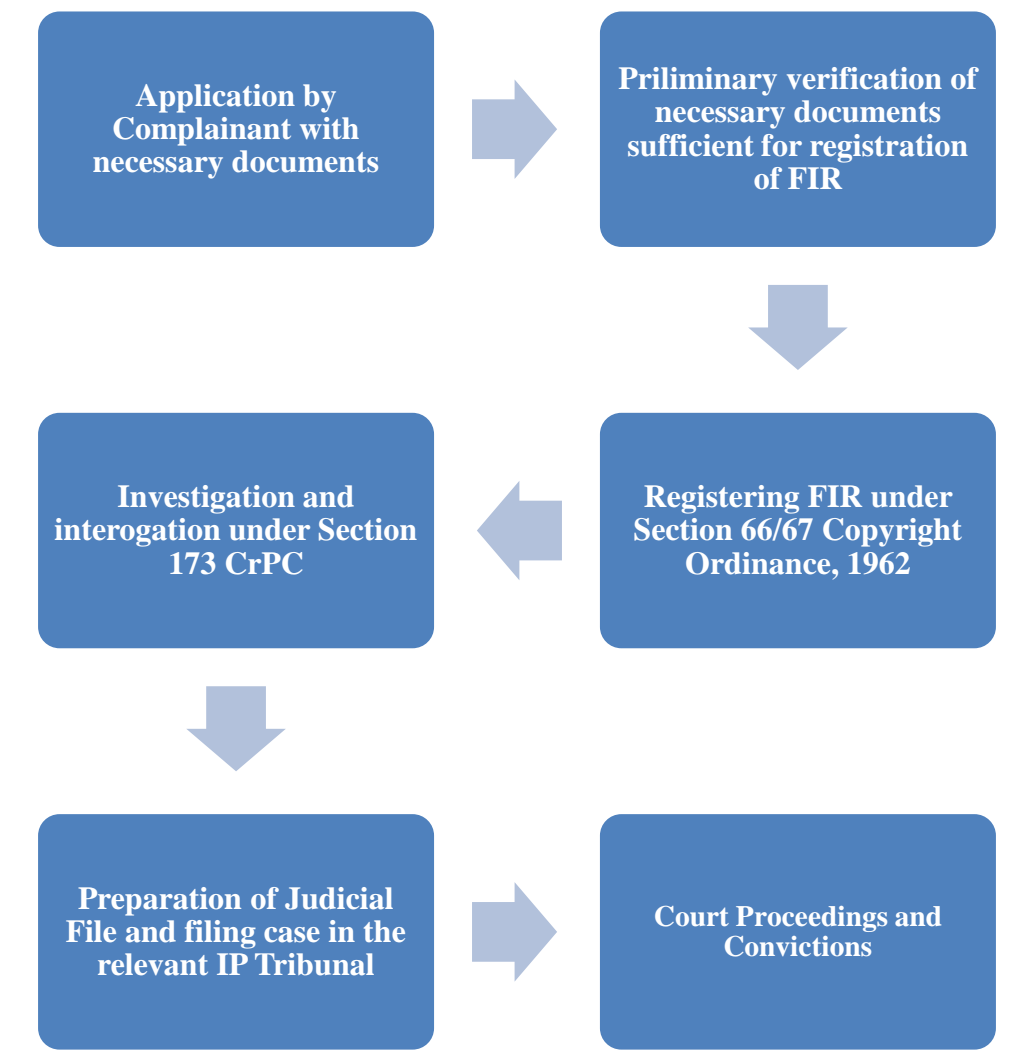 Application by
Complainant with
necessary documents
Priliminary verification of
necessary documents
sufficient for registration
of FIR
Registering FIR under
Section 66/67 Copyright
Ordinance, 1962
Investigation and
interogation under Section
173 CrPC
Preparation of Judicial
File and filing case in the
relevant IP Tribunal
Court Proceedings and
Convictions